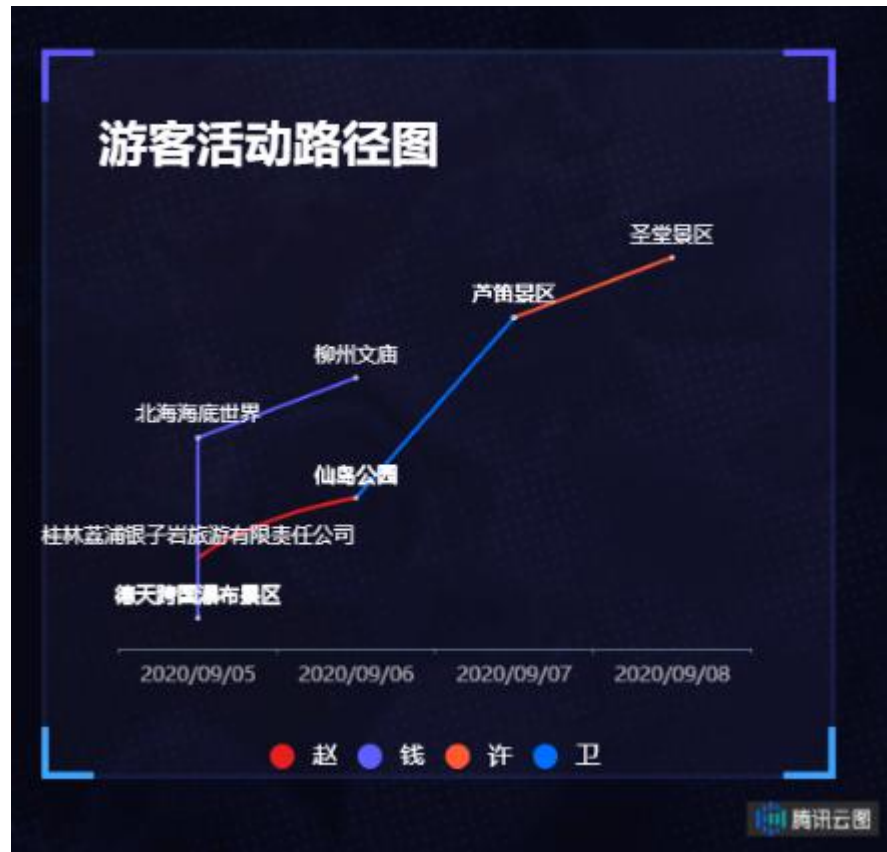 游客活动路径图
圣堂景区
芦笛景区
柳州文庙
北海海底世界
仙岛公园
桂林荔浦银子岩旅游有限责任公司
德天跨国瀑布景区
2020/09/05 2020/09/06 2020/09/07 2020/09/08
赵 钱 许 卫
腾讯云图